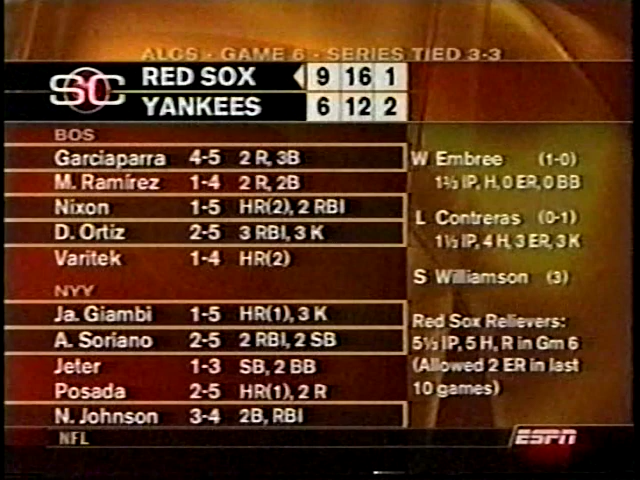 ALCS - GAME 6 - SERIES TIED 3-3
SC RED SOX 9 16 1
YANKEES 6 12 2
BOS
Garciaparra 4-5 2 R, 3B
M. Ramírez 1-4 2 R, 2B
Nixon 1-5 HR(2), 2 RBI
D. Ortiz 2-5 3 RBI, 3 K
Varitek 1-4 HR(2)
NYY
Ja. Giambi 1-5 HR(1), 3 K
A. Soriano 2-5 2 RBI, 2 SB
Jeter 1-3 SB, 2 BB
Posada 2-5 HR(1), 2 R
N. Johnson 3-4 2B, RBI
W Embree (1-0)
1⅓ IP, H, 0 ER, 0 BB
L Contreras (0-1)
1⅓ IP, 4 H, 3 ER, 3 K
S Williamson (3)
Red Sox Relievers:
5⅓ IP, 5 H, R in Gm 6
(Allowed 2 ER in last
10 games)
NFL
ESPN